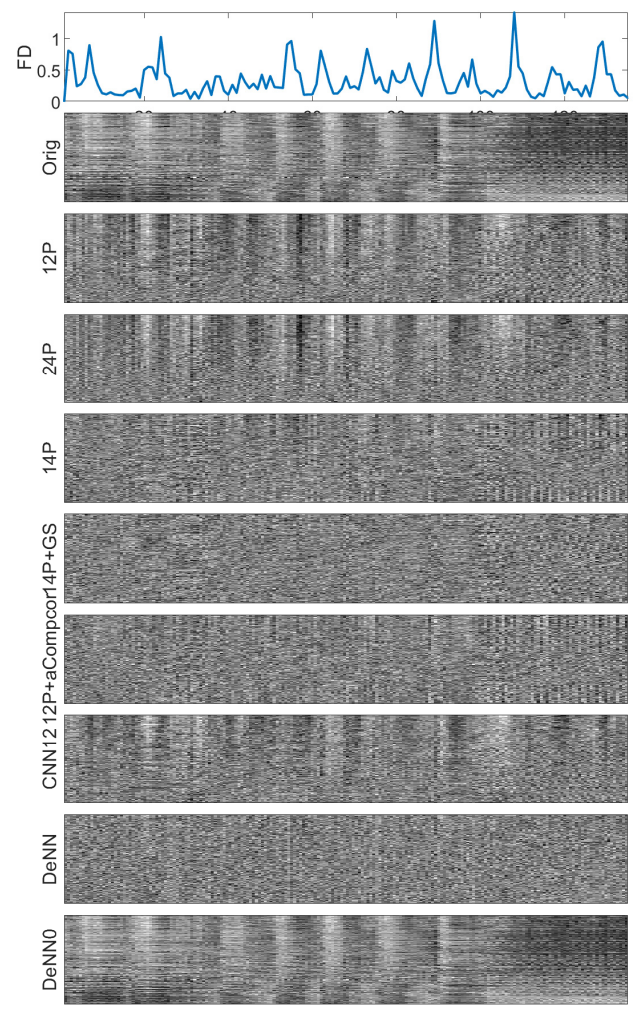 FD
1
0.5
0
Orig
12P
24P
14P
14P+GS
12P+aCompcor
CNN12
DeNN
DeNN0